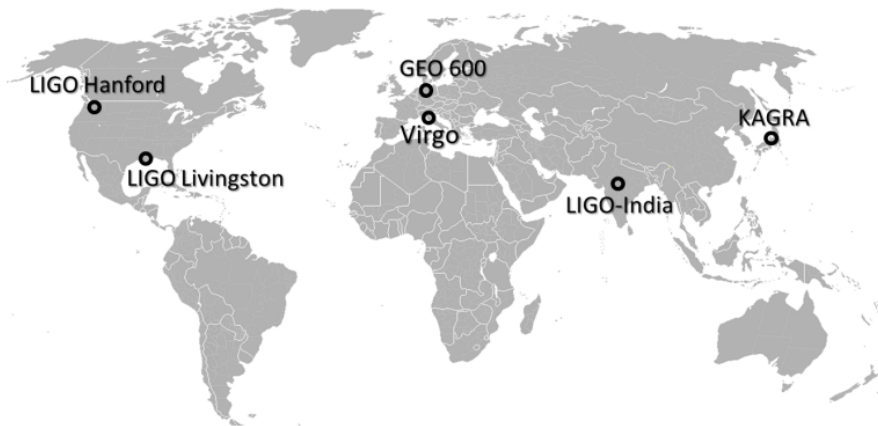 LIGO Hanford
GEO 600
KAGRA
Virgo
LIGO Livingston
LIGO-India